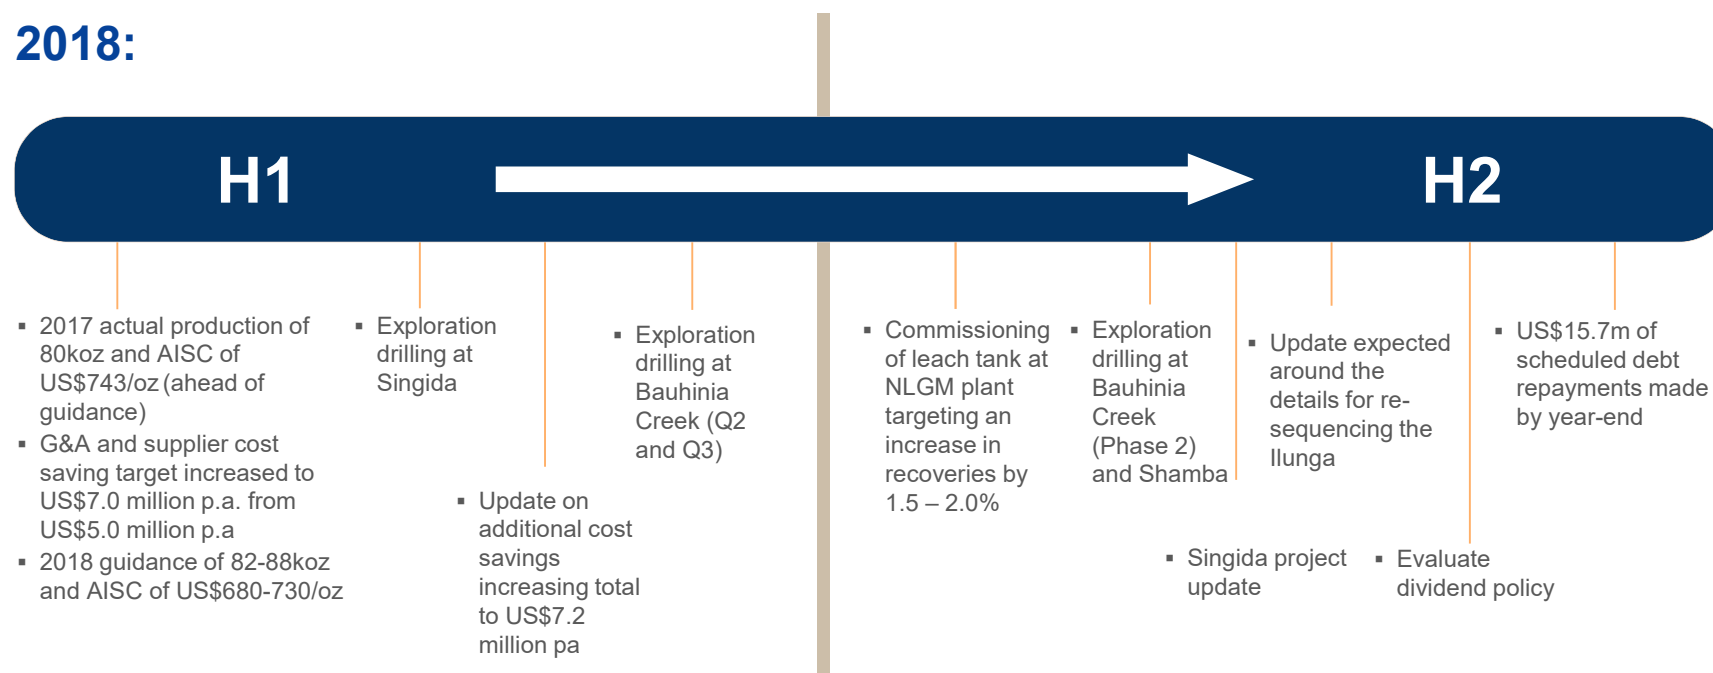 2018:
H1
H2
▪ 2017 actual production of
80koz and AISC of
US$743/oz (ahead of
guidance)
▪ G&A and supplier cost
saving target increased to
US$7.0 million p.a. from
US$5.0 million p.a
▪ 2018 guidance of 82-88koz
and AISC of US$680-730/oz
▪ Exploration
drilling at
Singida
▪ Update on
additional cost
savings
increasing total
to US$7.2
million pa
▪ Exploration
drilling at
Bauhinia
Creek (Q2
and Q3)
▪ Commissioning
of leach tank at
NLGM plant
targeting an
increase in
recoveries by
1.5 – 2.0%
▪ Exploration
drilling at
Bauhinia
Creek
(Phase 2)
and Shamba
▪ Singida project
update
▪ Update expected
around the
details for re-
sequencing the
Ilunga
▪ Evaluate
dividend policy
▪ US$15.7m of
scheduled debt
repayments made
by year-end